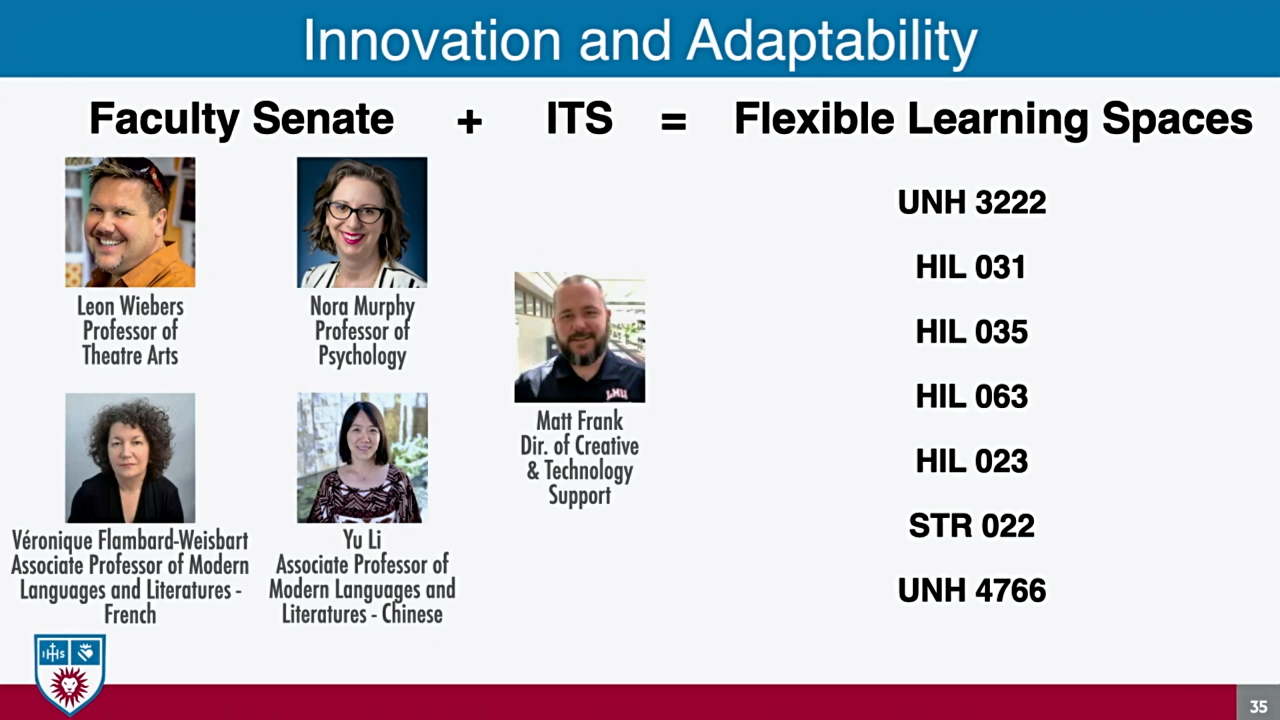 Innovation and Adaptability
Faculty Senate + ITS = Flexible Learning Spaces
Leon Wiebers
Professor of
Theatre Arts
Nora Murphy
Professor of
Psychology
Véronique Flambard-Weisbart
Associate Professor of Modern
Languages and Literatures -
French
Yu Li
Associate Professor of
Modern Languages and
Literatures - Chinese
LMU
Matt Frank
Dir. of Creative
& Technology
Support
UNH 3222
HIL 031
HIL 035
HIL 063
HIL 023
STR 022
UNH 4766
IHS
35